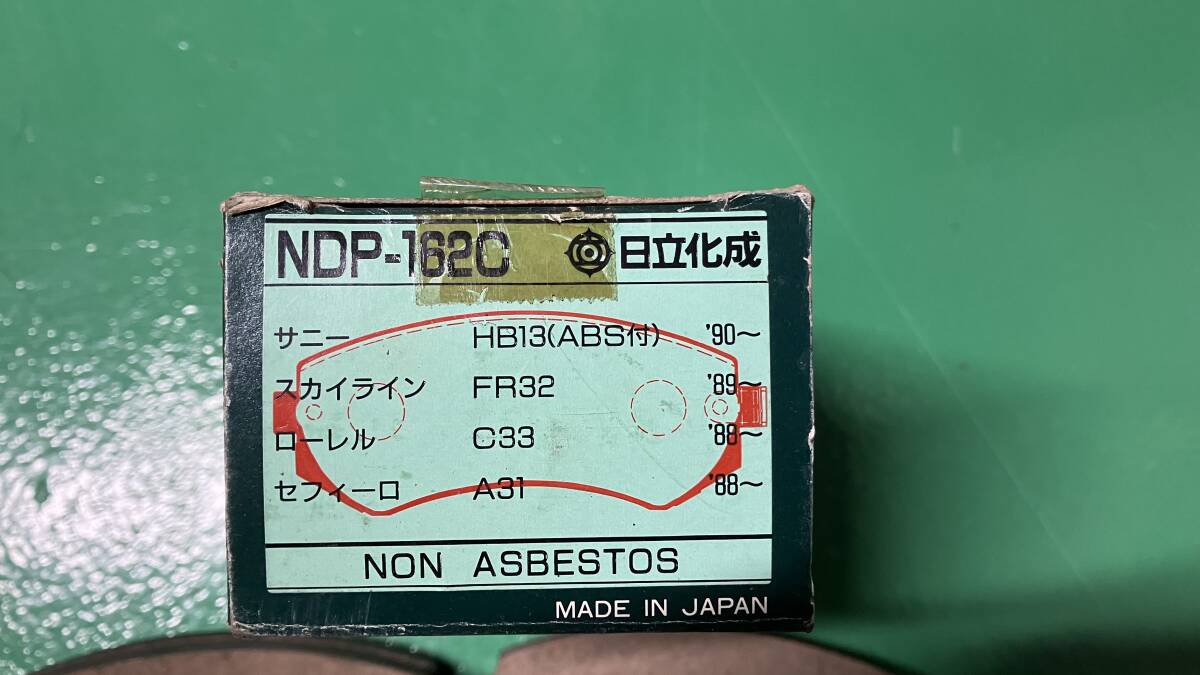 NDP-162C 日立化成
サニー HB13(ABS付) '90～
スカイライン FR32 '89～
ローレル C33 '88～
セフィーロ A31 '88～
NON ASBESTOS
MADE IN JAPAN